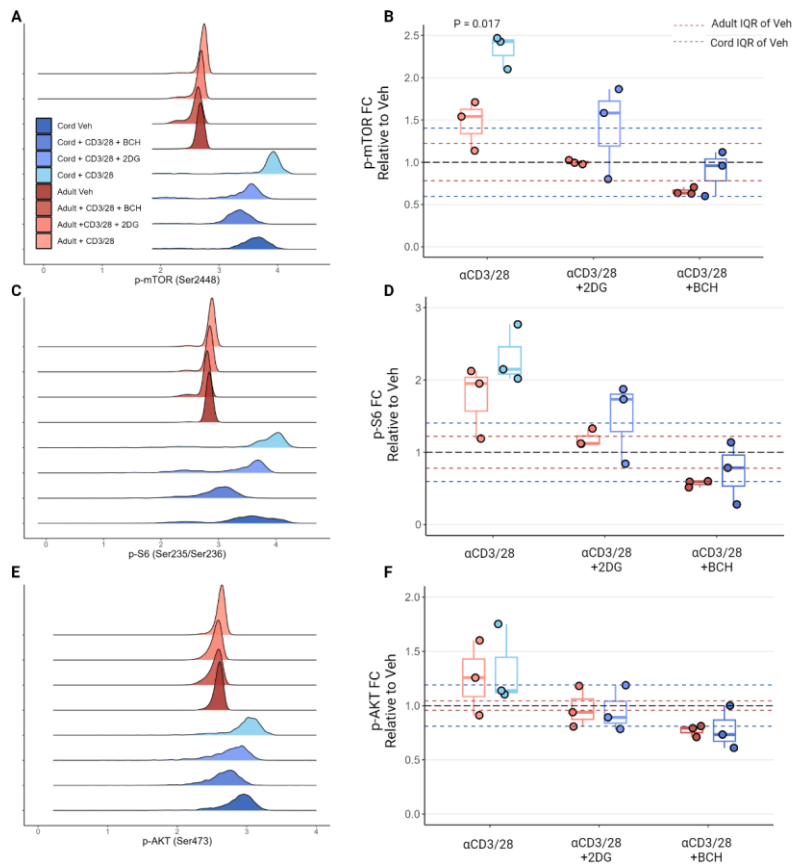 A
Cord Veh
Cord + CD3/28 + BCH
Cord + CD3/28 + 2DG
Cord + CD3/28
Adult Veh
Adult + CD3/28 + BCH
Adult +CD3/28 + 2DG
Adult + CD3/28
0 1 2 3 4
p-mTOR (Ser2448)
B
P = 0.017
Adult IQR of Veh
Cord IQR of Veh
p-mTOR FC
Relative to Veh
2.5
2.0
1.5
1.0
0.5
0.0
αCD3/28
αCD3/28
+2DG
αCD3/28
+BCH
C
0 1 2 3 4
p-S6 (Ser235/Ser236)
D
p-S6 FC
Relative to Veh
3
2
1
0
αCD3/28
αCD3/28
+2DG
αCD3/28
+BCH
E
0 1 2 3 4
p-AKT (Ser473)
F
p-AKT FC
Relative to Veh
2.0
1.5
1.0
0.5
0.0
αCD3/28
αCD3/28
+2DG
αCD3/28
+BCH